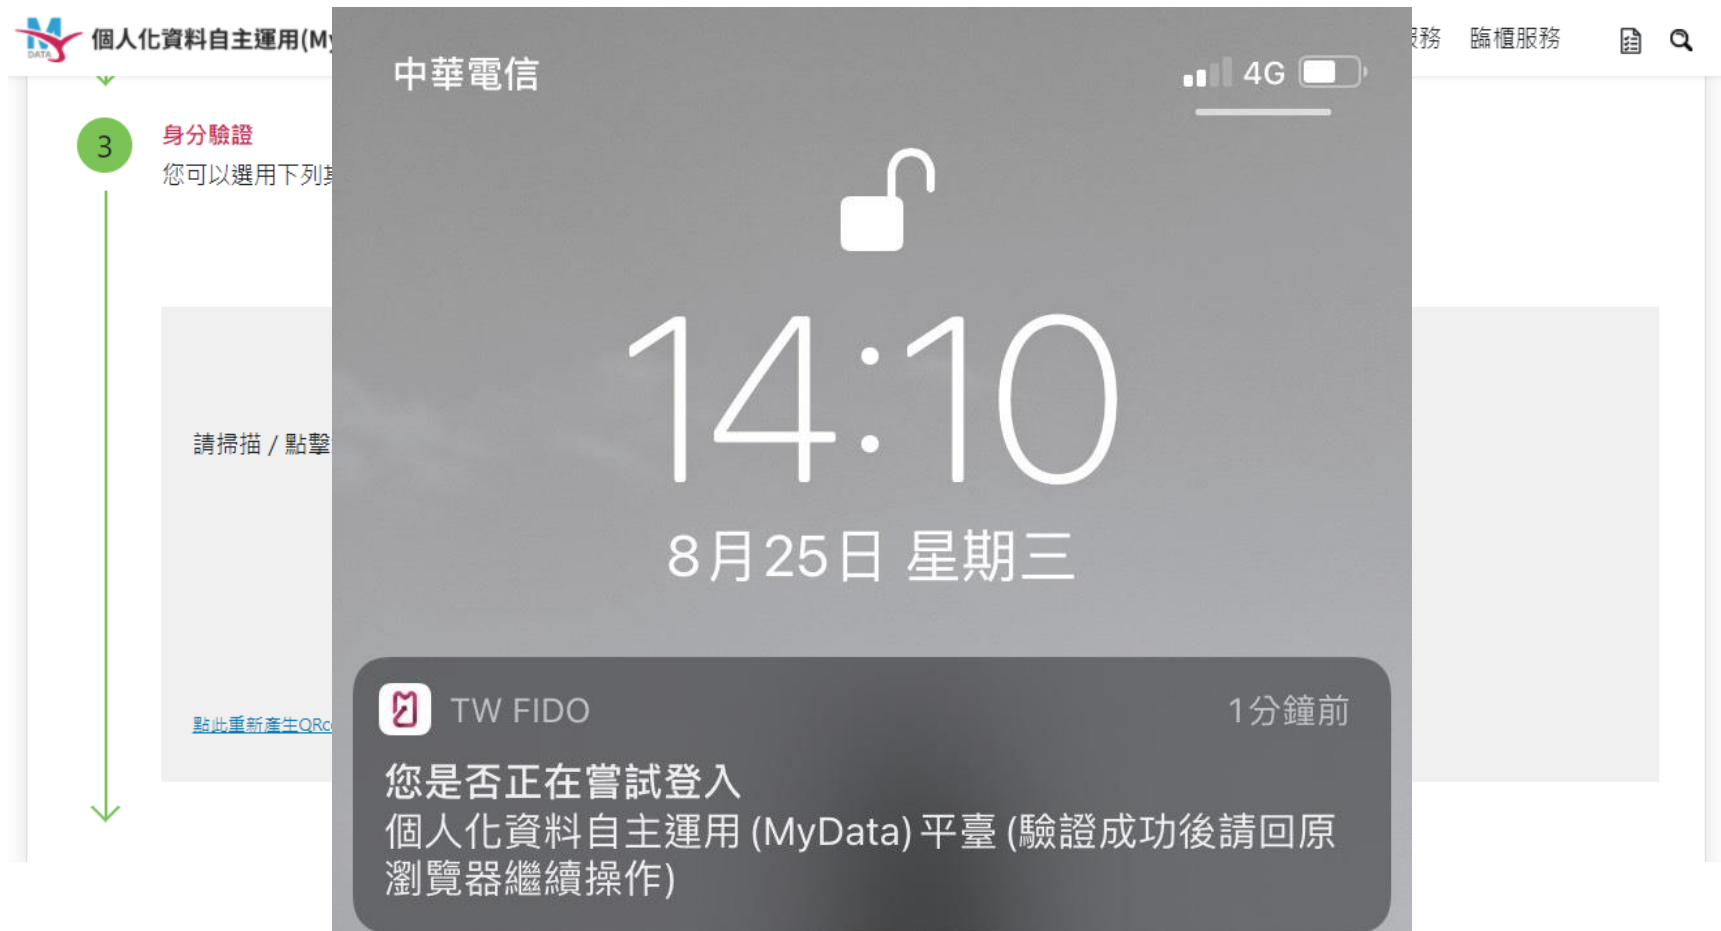 DATA
個人化資料自主運用(My
服務
臨櫃服務
3
身分驗證
您可以選用下列
請掃描 / 點擊
點此重新產生QRc
中華電信
4G
14:10
8月25日 星期三
TW FIDO
1分鐘前
您是否正在嘗試登入
個人化資料自主運用 (MyData) 平臺 (驗證成功後請回原
瀏覽器繼續操作)